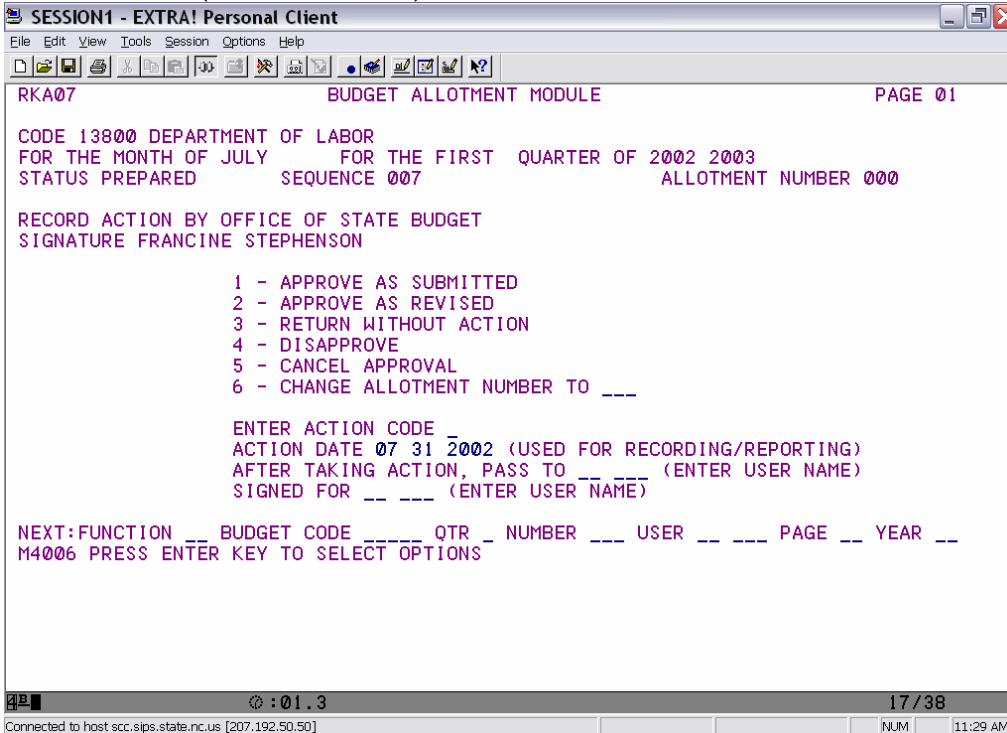 SESSION1 - EXTRA! Personal Client
File Edit View Tools Session Options Help
RKA07 BUDGET ALLOTMENT MODULE PAGE 01
CODE 13800 DEPARTMENT OF LABOR
FOR THE MONTH OF JULY FOR THE FIRST QUARTER OF 2002 2003
STATUS PREPARED SEQUENCE 007 ALLOTMENT NUMBER 000
RECORD ACTION BY OFFICE OF STATE BUDGET
SIGNATURE FRANCINE STEPHENSON
1 - APPROVE AS SUBMITTED
2 - APPROVE AS REVISED
3 - RETURN WITHOUT ACTION
4 - DISAPPROVE
5 - CANCEL APPROVAL
6 - CHANGE ALLOTMENT NUMBER TO ___
ENTER ACTION CODE _
ACTION DATE 07 31 2002 (USED FOR RECORDING/REPORTING)
AFTER TAKING ACTION, PASS TO __ ___ (ENTER USER NAME)
SIGNED FOR __ ___ (ENTER USER NAME)
NEXT:FUNCTION __ BUDGET CODE _____ QTR _ NUMBER ___ USER __ ___ PAGE __ YEAR __
M4006 PRESS ENTER KEY TO SELECT OPTIONS
4B :01.3 17/38
Connected to host scc.sips.state.nc.us [207.192.50.50] NUM 11:29 AM